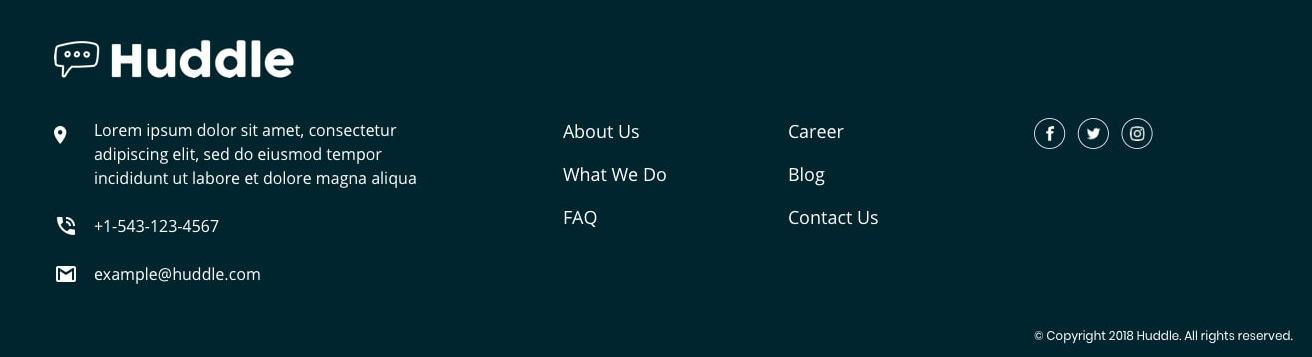 Huddle
Lorem ipsum dolor sit amet, consectetur
adipiscing elit, sed do eiusmod tempor
incididunt ut labore et dolore magna aliqua
+1-543-123-4567
example@huddle.com
About Us
What We Do
FAQ
Career
Blog
Contact Us
© Copyright 2018 Huddle. All rights reserved.